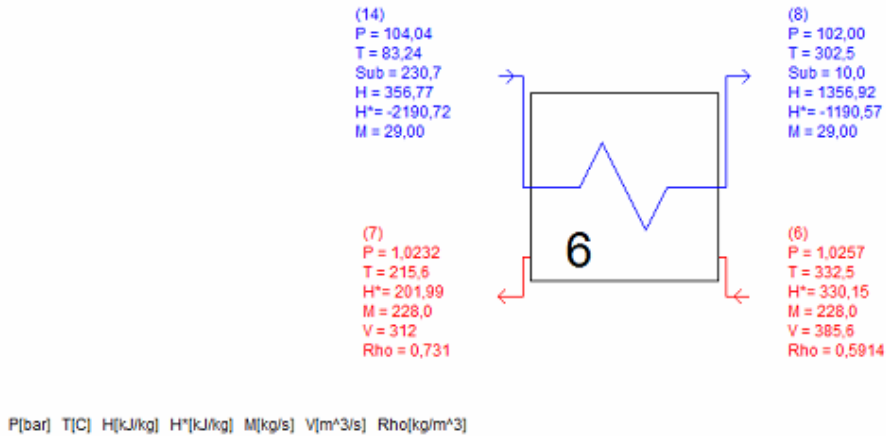 (14)
P = 104,04
T = 83,24
Sub = 230,7
H = 356,77
H*= -2190,72
M = 29,00
(8)
P = 102,00
T = 302,5
Sub = 10,0
H = 1356,92
H*= -1190,57
M = 29,00
(7)
P = 1,0232
T = 215,6
H*= 201,99
M = 228,0
V = 312
Rho = 0,731
6
(6)
P = 1,0257
T = 332,5
H*= 330,15
M = 228,0
V = 385,6
Rho = 0,5914
P[bar] T[C] H[kJ/kg] H*[kJ/kg] M[kg/s] V[m^3/s] Rho[kg/m^3]